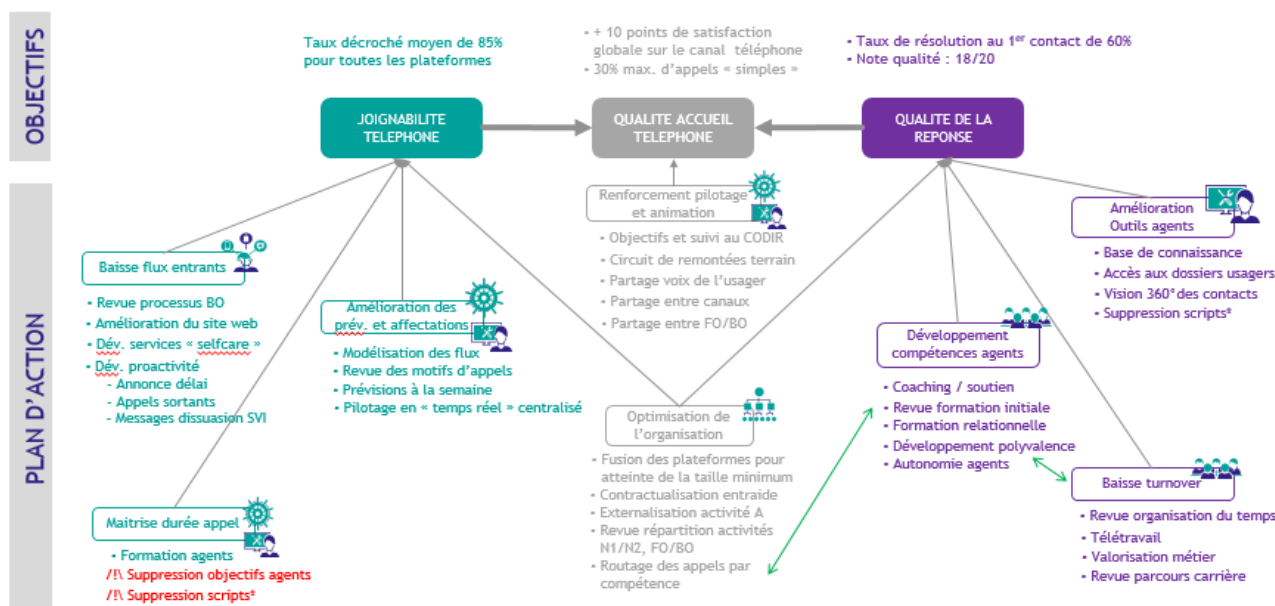 OBJECTIFS
Taux décroché moyen de 85%
pour toutes les plateformes
- + 10 points de satisfaction
globale sur le canal téléphone
- 30% max. d'appels « simples »
- Taux de résolution au 1er contact de 60%
- Note qualité : 18/20
JOIGNABILITE
TELEPHONE
QUALITE ACCUEIL
TELEPHONE
QUALITE DE LA
REPONSE
PLAN D'ACTION
Baisse flux entrants
- Revue processus BO
- Amélioration du site web
- Dév. services « selfcare »
- Dév. proactivité
- Annonce délai
- Appels sortants
- Messages dissuasion SVI
Maitrise durée appel
- Formation agents
/!\ Suppression objectifs agents
/!\ Suppression scripts*
Amélioration des
prév. et affectations
- Modélisation des flux
- Revue des motifs d'appels
- Prévisions à la semaine
- Pilotage en « temps réel » centralisé
Renforcement pilotage
et animation
- Objectifs et suivi au CODIR
- Circuit de remontées terrain
- Partage voix de l'usager
- Partage entre canaux
- Partage entre FO/BO
Optimisation de
l'organisation
- Fusion des plateformes pour
atteinte de la taille minimum
- Contractualisation entraide
- Externalisation activité A
- Revue répartition activités
N1/N2, FO/BO
- Routage des appels par
compétence
Développement
compétences agents
- Coaching / soutien
- Revue formation initiale
- Formation relationnelle
- Développement polyvalence
- Autonomie agents
Amélioration
Outils agents
- Base de connaissance
- Accès aux dossiers usagers
- Vision 360° des contacts
- Suppression scripts*
Baisse turnover
- Revue organisation du temps
- Télétravail
- Valorisation métier
- Revue parcours carrière